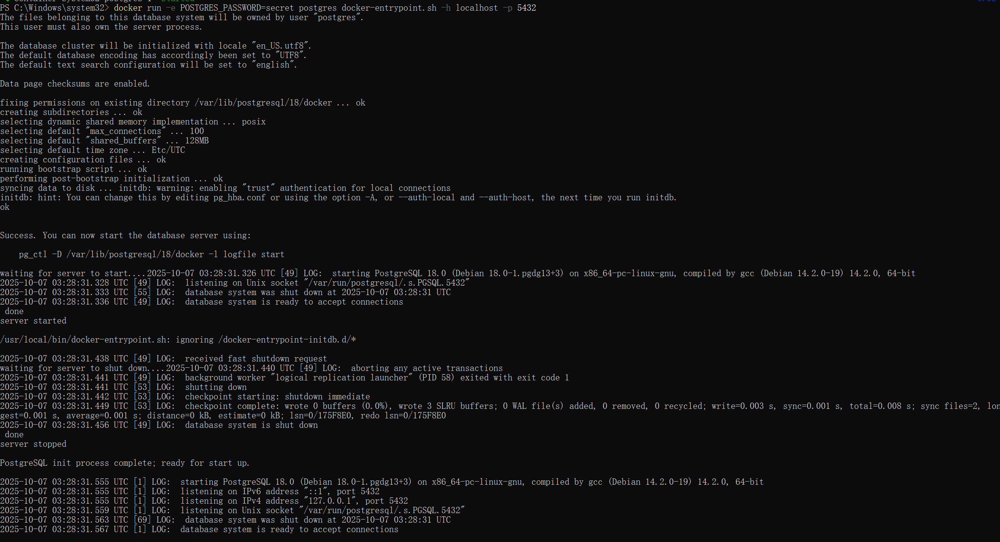 PS C:\Windows\system32> docker run -e POSTGRES_PASSWORD=secret postgres docker-entrypoint.sh -h localhost -p 5432
The files belonging to this database system will be owned by user "postgres".
This user must also own the server process.
The database cluster will be initialized with locale "en_US.utf8".
The default database encoding has accordingly been set to "UTF8".
The default text search configuration will be set to "english".
Data page checksums are enabled.
fixing permissions on existing directory /var/lib/postgresql/18/docker ... ok
creating subdirectories ... ok
selecting dynamic shared memory implementation ... posix
selecting default "max_connections" ... 100
selecting default "shared_buffers" ... 128MB
selecting default time zone ... Etc/UTC
creating configuration files ... ok
running bootstrap script ... ok
performing post-bootstrap initialization ... ok
syncing data to disk ... initdb: warning: enabling "trust" authentication for local connections
initdb: hint: You can change this by editing pg_hba.conf or using the option -A, or --auth-local and --auth-host, the next time you run initdb.
ok
Success. You can now start the database server using:
pg_ctl -D /var/lib/postgresql/18/docker -l logfile start
waiting for server to start....2025-10-07 03:28:31.326 UTC [49] LOG:  starting PostgreSQL 18.0 (Debian 18.0-1.pgdg13+3) on x86_64-pc-linux-gnu, compiled by gcc (Debian 14.2.0-19) 14.2.0, 64-bit
2025-10-07 03:28:31.328 UTC [49] LOG:  listening on Unix socket "/var/run/postgresql/.s.PGSQL.5432"
2025-10-07 03:28:31.333 UTC [55] LOG:  database system was shut down at 2025-10-07 03:28:31 UTC
2025-10-07 03:28:31.336 UTC [49] LOG:  database system is ready to accept connections
done
server started
/usr/local/bin/docker-entrypoint.sh: ignoring /docker-entrypoint-initdb.d/*
2025-10-07 03:28:31.438 UTC [49] LOG:  received fast shutdown request
waiting for server to shut down....2025-10-07 03:28:31.440 UTC [49] LOG:  aborting any active transactions
2025-10-07 03:28:31.441 UTC [49] LOG:  background worker "logical replication launcher" (PID 58) exited with exit code 1
2025-10-07 03:28:31.441 UTC [53] LOG:  shutting down
2025-10-07 03:28:31.442 UTC [53] LOG:  checkpoint starting: shutdown immediate
2025-10-07 03:28:31.449 UTC [53] LOG:  checkpoint complete: wrote 0 buffers (0.0%), wrote 3 SLRU buffers; 0 WAL file(s) added, 0 removed, 0 recycled; write=0.003 s, sync=0.001 s, total=0.008 s; sync files=2, lon
gest=0.001 s, average=0.001 s; distance=0 kB, estimate=0 kB; lsn=0/175F8E0, redo lsn=0/175F8E0
2025-10-07 03:28:31.456 UTC [49] LOG:  database system is shut down
done
server stopped
PostgreSQL init process complete; ready for start up.
2025-10-07 03:28:31.555 UTC [1] LOG:  starting PostgreSQL 18.0 (Debian 18.0-1.pgdg13+3) on x86_64-pc-linux-gnu, compiled by gcc (Debian 14.2.0-19) 14.2.0, 64-bit
2025-10-07 03:28:31.555 UTC [1] LOG:  listening on IPv6 address "::1", port 5432
2025-10-07 03:28:31.555 UTC [1] LOG:  listening on IPv4 address "127.0.0.1", port 5432
2025-10-07 03:28:31.559 UTC [1] LOG:  listening on Unix socket "/var/run/postgresql/.s.PGSQL.5432"
2025-10-07 03:28:31.563 UTC [69] LOG:  database system was shut down at 2025-10-07 03:28:31 UTC
2025-10-07 03:28:31.567 UTC [1] LOG:  database system is ready to accept connections